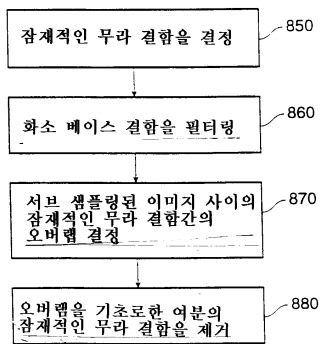 잠재적인 무라 결함을 결정
850
화소 베이스 결함을 필터링
860
서브 샘플링된 이미지 사이의
잠재적인 무라 결함간의
오버랩 결정
870
오버랩을 기초로한 여분의
잠재적인 무라 결함을 제거
880